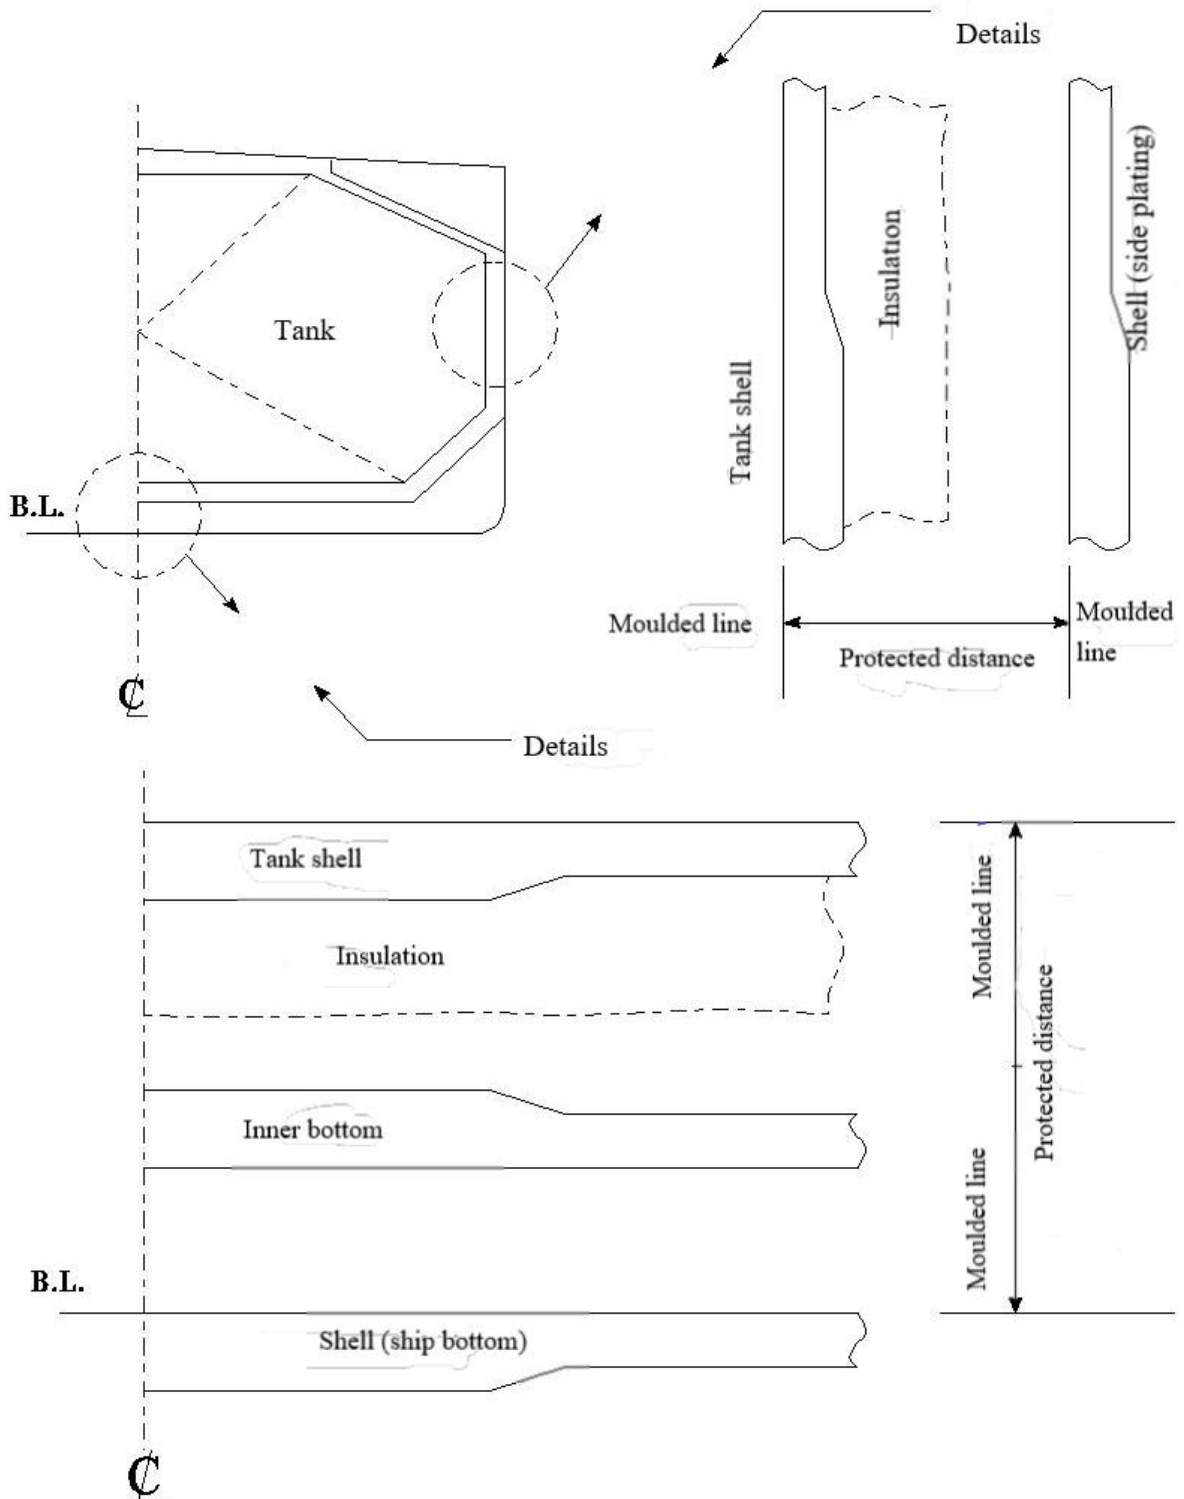 Details
Shell (side plating)
Insulation
Tank
Tank shell
B.L.
Moulded line
Moulded
line
Protected distance
℄
Details
Tank shell
Moulded line
Insulation
Protected distance
Inner bottom
Moulded line
B.L.
Shell (ship bottom)
℄